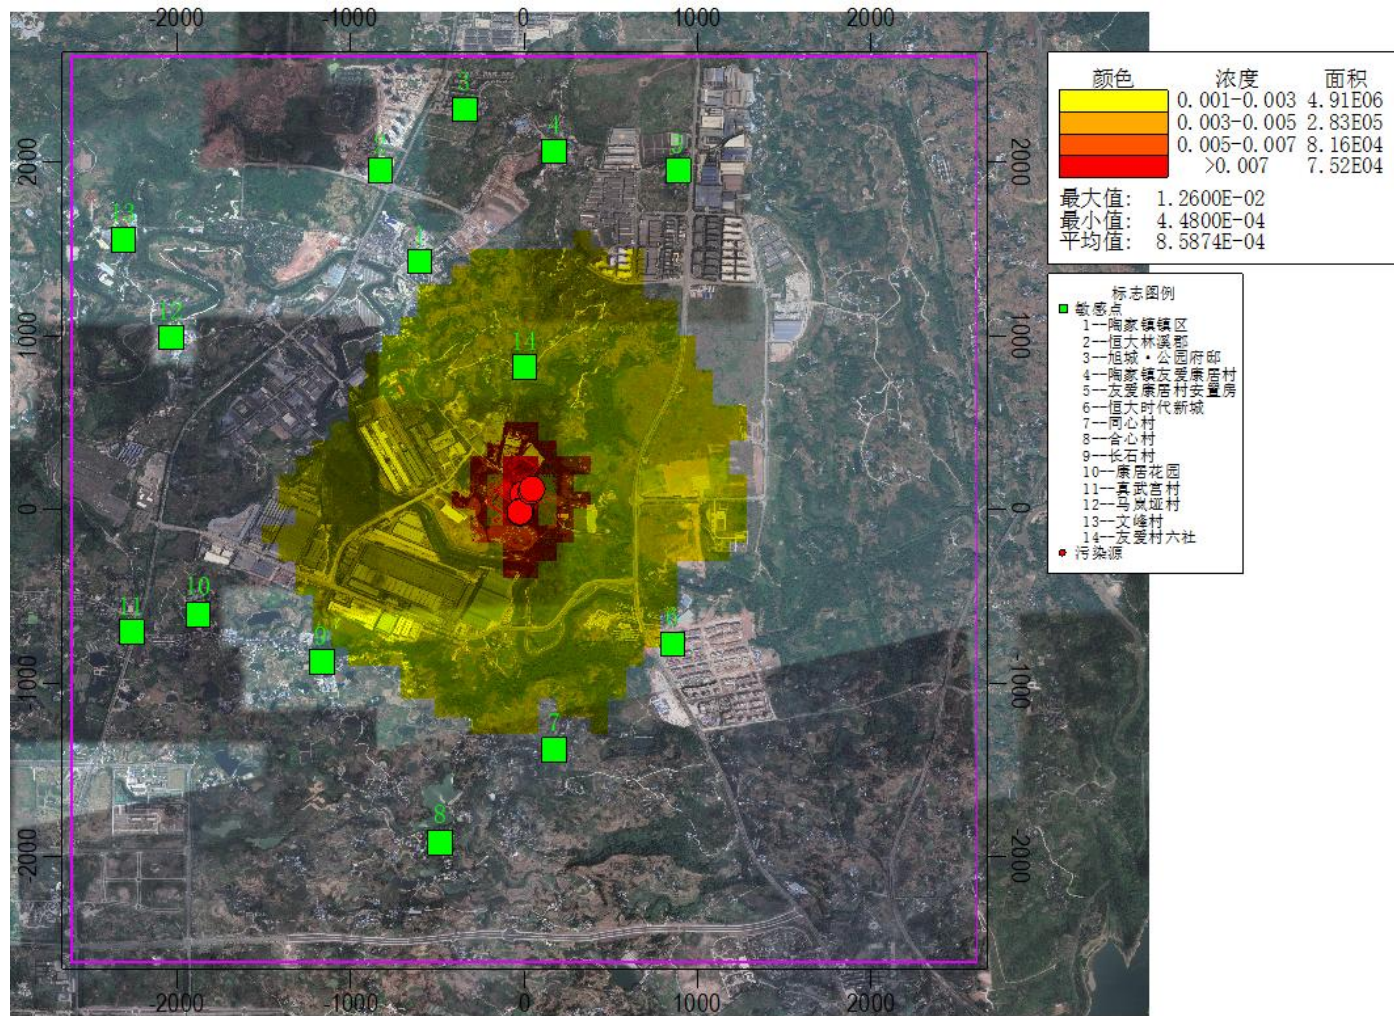 -2000 -1000 0 1000 2000
3
4
2
9
13
1
12
14
10
11
9
6
7
8
2000
1000
0
-1000
-2000
2000
1000
0
-1000
-2000
-2000 -1000 0 1000 2000
颜色 浓度 面积
0.001-0.003 4.91E06
0.003-0.005 2.83E05
0.005-0.007 8.16E04
>0.007 7.52E04
最大值: 1.2600E-02
最小值: 4.4800E-04
平均值: 8.5874E-04
标志图例
敏感点
1--陶家镇镇区
2--恒大林溪郡
3--旭城·公园府邸
4--陶家镇友爱康居村
5--友爱康居村安置房
6--恒大时代新城
7--同心村
8--合心村
9--长石村
10--康居花园
11--真武宫村
12--马岚垭村
13--文峰村
14--友爱村六社
污染源